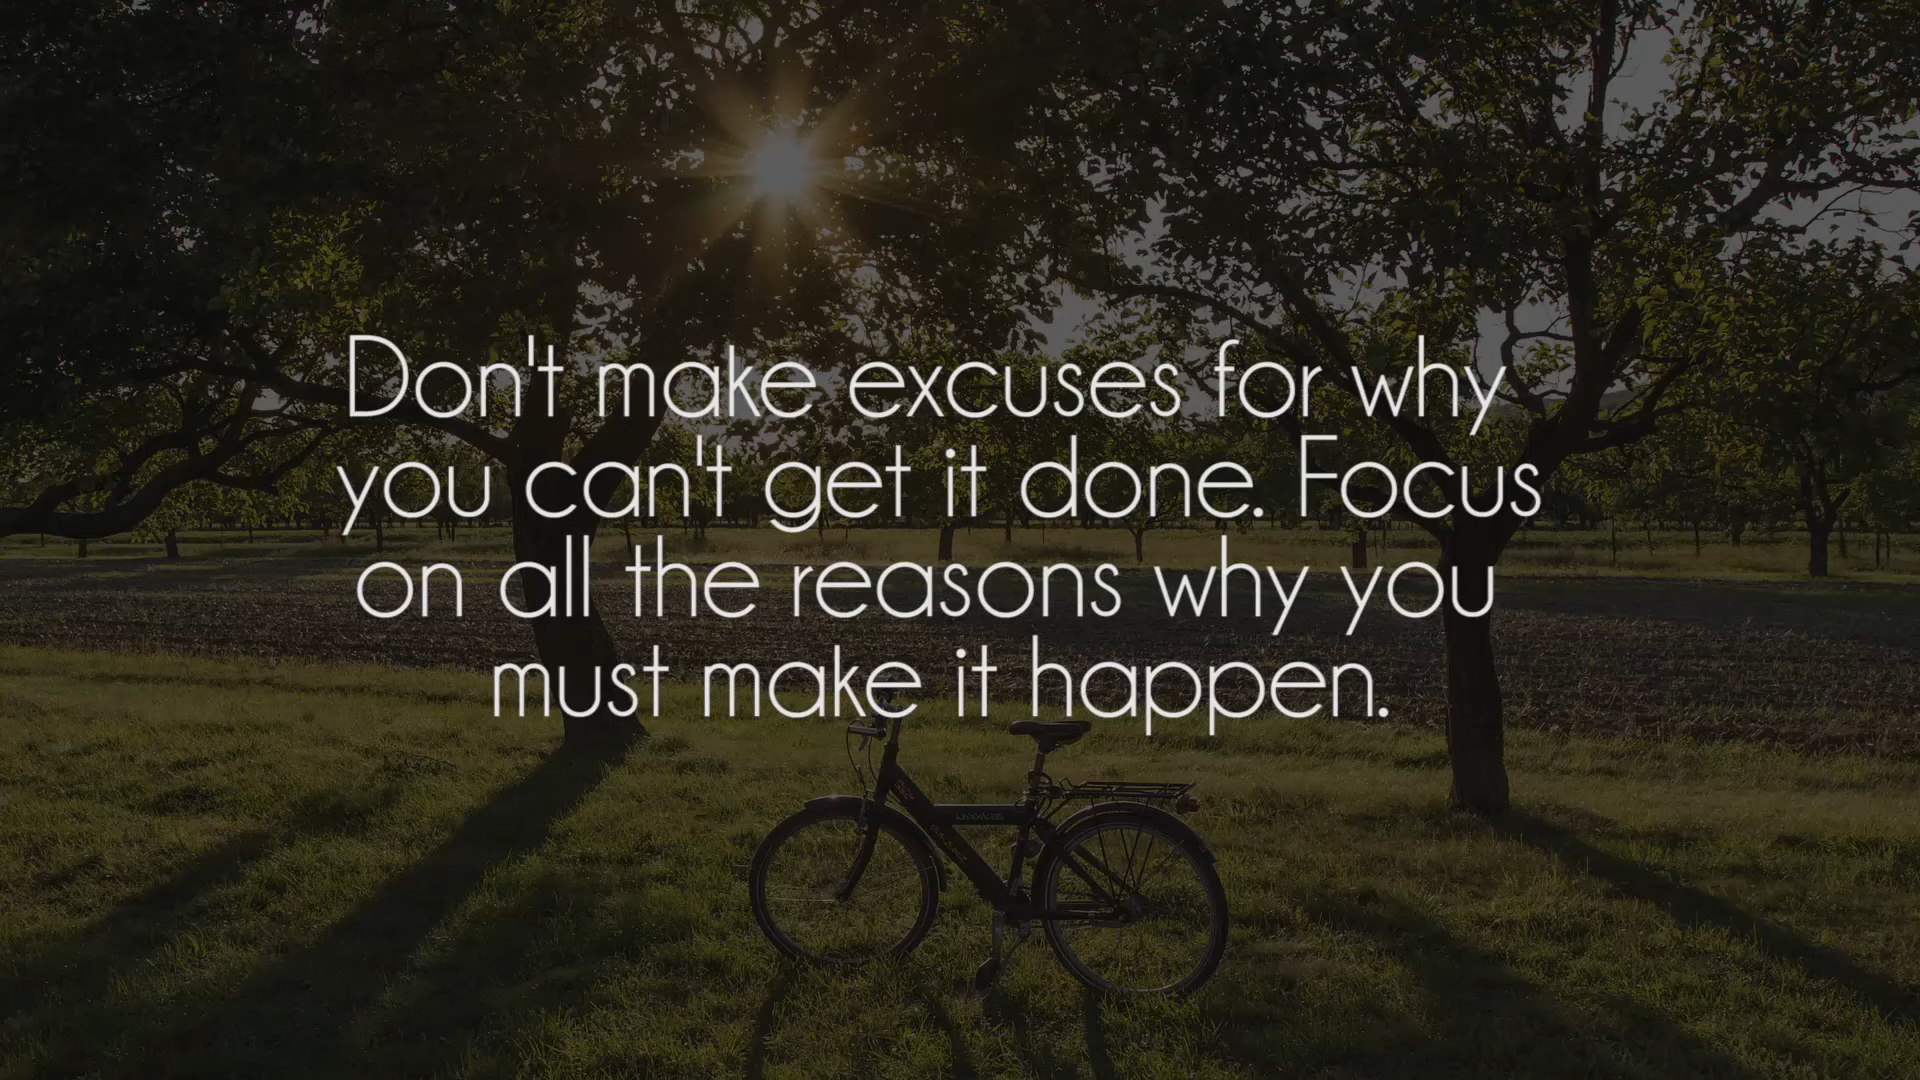 Don't make excuses for why
you can't get it done. Focus
on all the reasons why you
must make it happen.